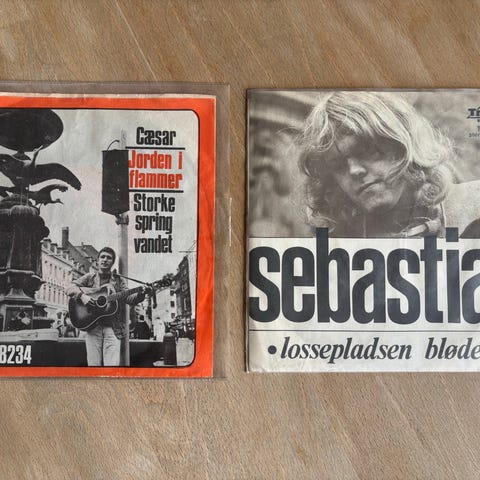 Cæsar
Jorden i
flammer
Storke
spring
vandet
8234
sebastia
• lossepladsen bløde